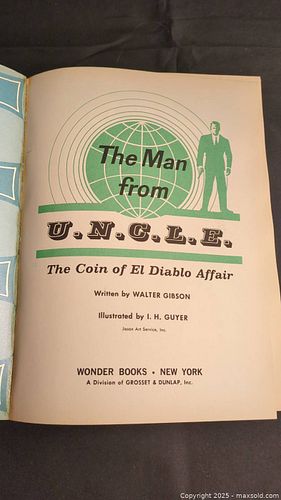 The Man
from
U.N.C.L.E.
The Coin of El Diablo Affair
Written by WALTER GIBSON
Illustrated by I. H. GUYER
Jason Art Service, Inc.
WONDER BOOKS • NEW YORK
A Division of GROSSET & DUNLAP, Inc.
Copyright © 2025 - maxsold.com